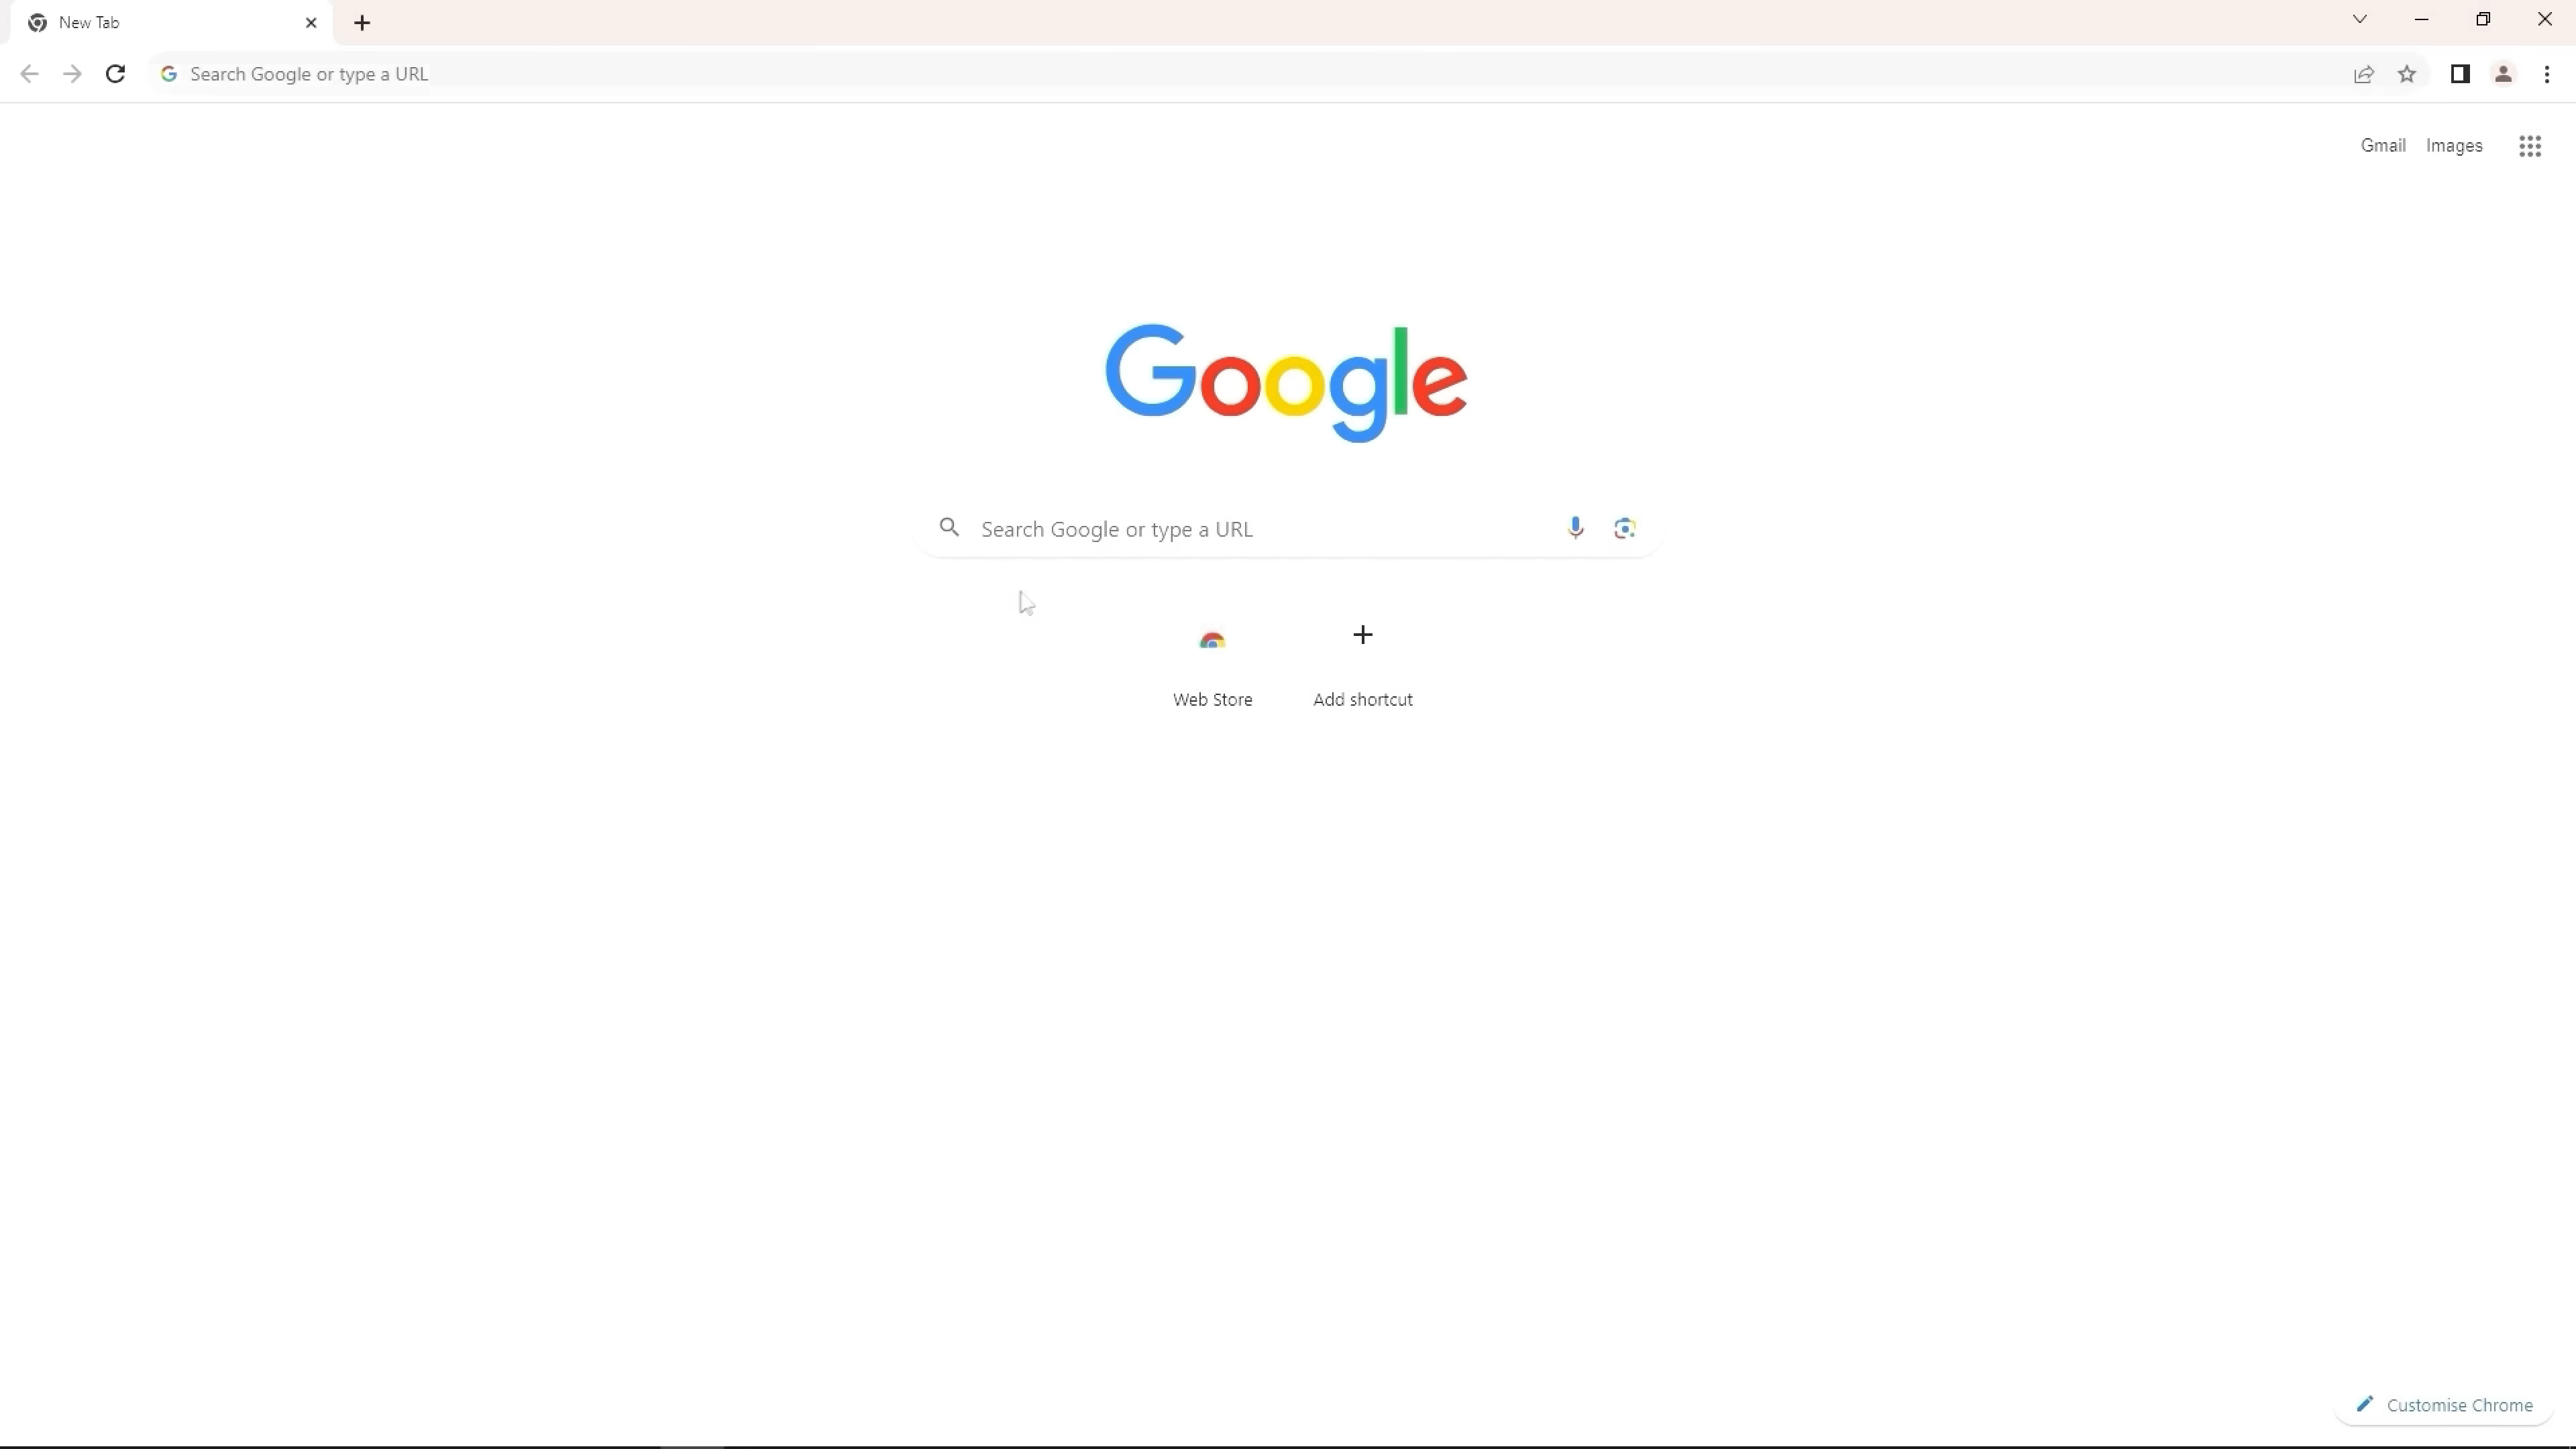 New Tab
Search Google or type a URL
Gmail Images
Google
Search Google or type a URL
Web Store Add shortcut
Customise Chrome